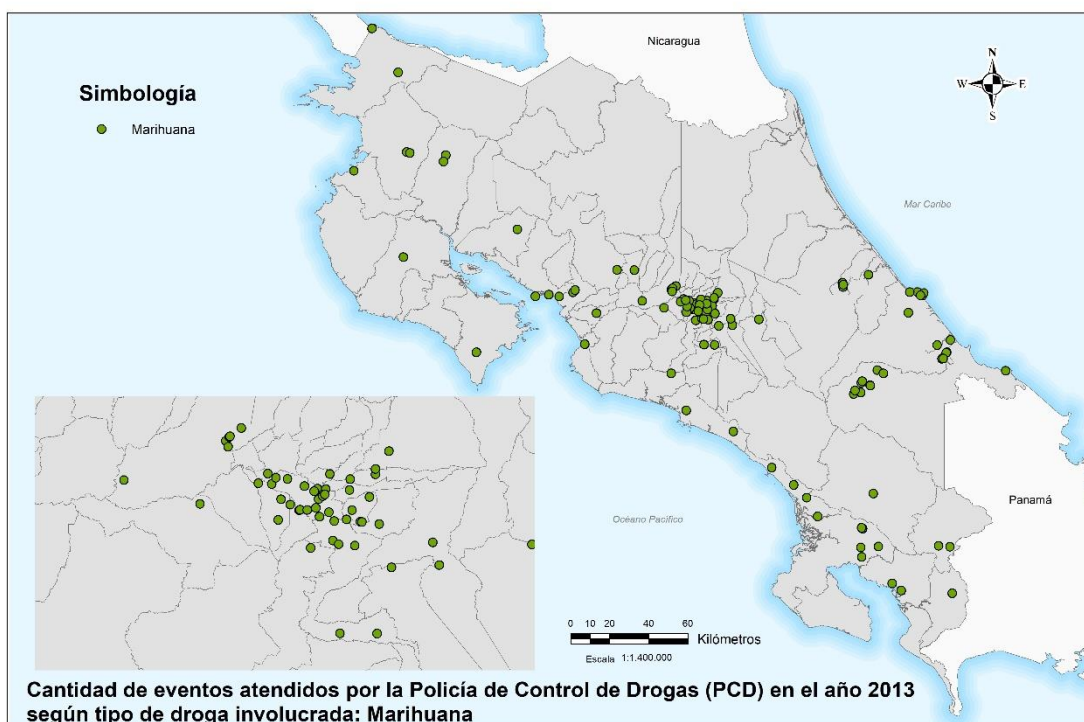 Nicaragua
N
W E
S
Simbología
Marihuana
Mar Caribe
Panamá
Océano Pacífico
0 10 20 40 60
Kilómetros
Escala 1:1.400.000
Cantidad de eventos atendidos por la Policía de Control de Drogas (PCD) en el año 2013
según tipo de droga involucrada: Marihuana